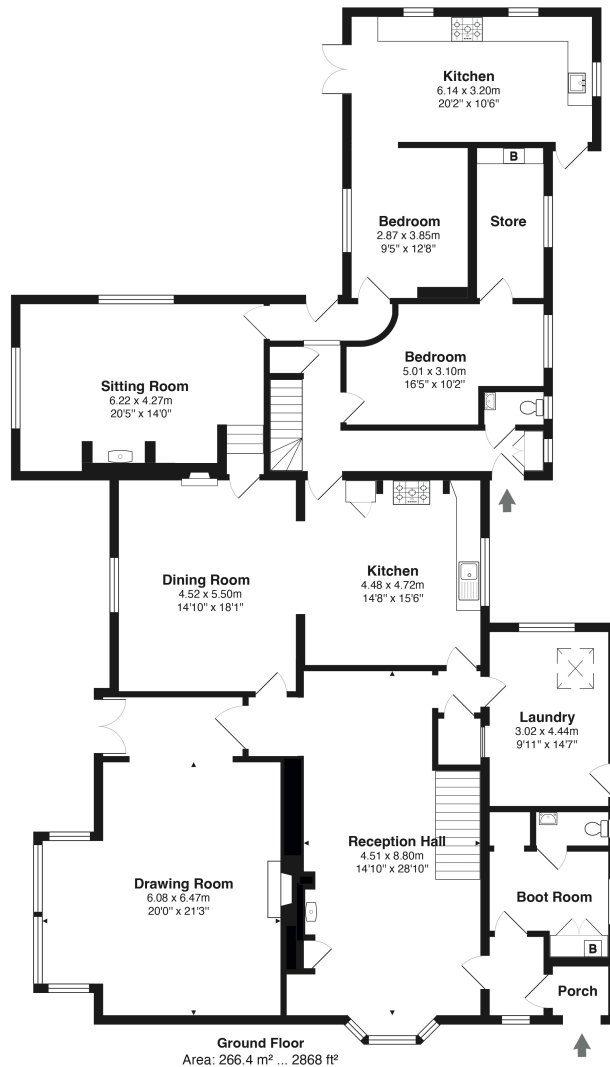 Kitchen
6.14 x 3.20m
20'2" x 10'6"
B
Bedroom
2.87 x 3.85m
9'5" x 12'8"
Store
Bedroom
5.01 x 3.10m
16'5" x 10'2"
Sitting Room
6.22 x 4.27m
20'5" x 14'0"
Dining Room
4.52 x 5.50m
14'10" x 18'1"
Kitchen
4.48 x 4.72m
14'8" x 15'6"
Laundry
3.02 x 4.44m
9'11" x 14'7"
Reception Hall
4.51 x 8.80m
14'10" x 28'10"
Drawing Room
6.08 x 6.47m
20'0" x 21'3"
Boot Room
B
Porch
Ground Floor
Area: 266.4 m² ... 2868 ft²